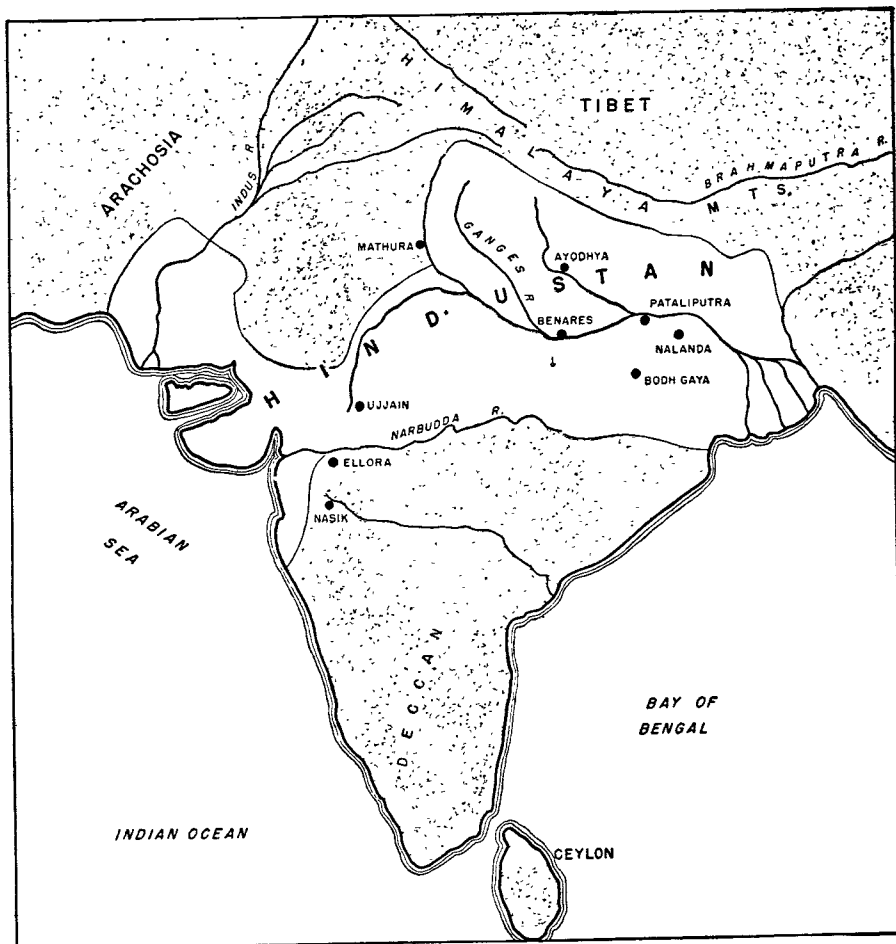 HIMALAYA MTS.
TIBET
ARACHOSIA
INDUS R.
BRAHMAPUTRA R.
MATHURA
GANGES R.
AYODHYA
HINDUSTAN
PATALIPUTRA
BENARES
NALANDA
BODH GAYA
UJJAIN
NARBUDDA R.
ELLORA
NASIK
ARABIAN
SEA
DECCAN
BAY OF
BENGAL
INDIAN OCEAN
CEYLON